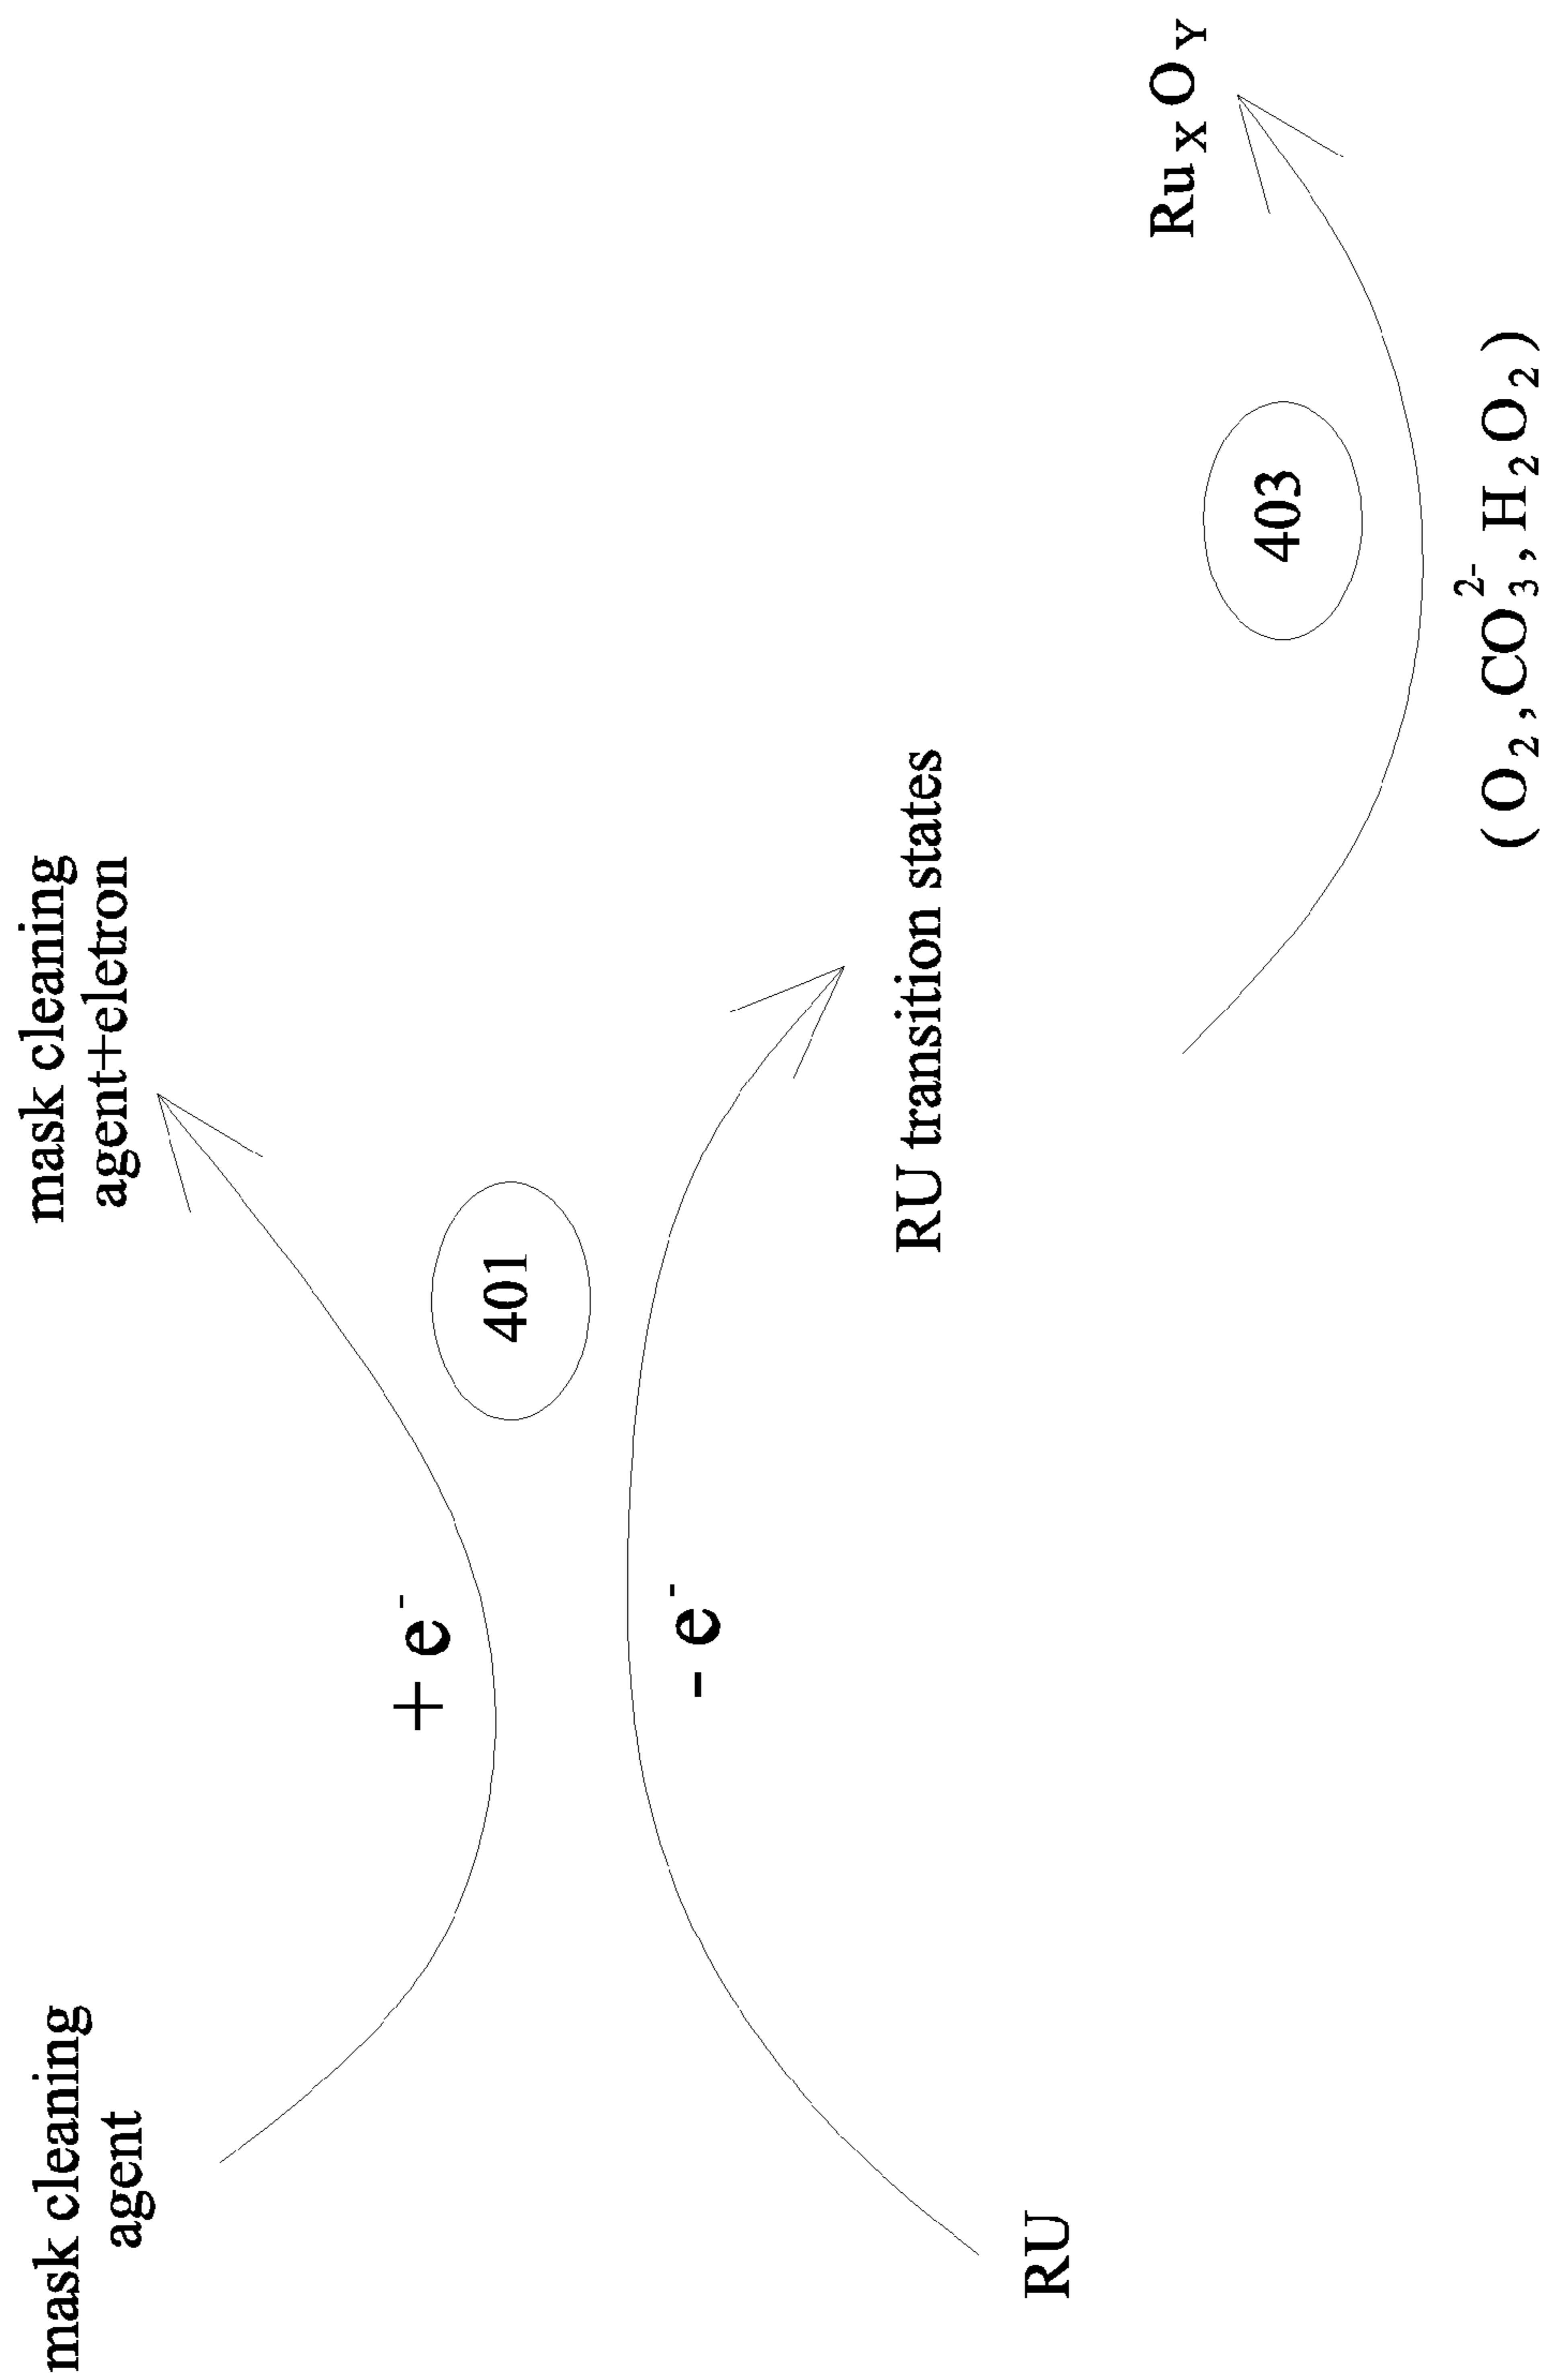 mask cleaning
agent
mask cleaning
agent+eletron
+ e⁻
401
- e⁻
RU
RU transition states
RuₓOY
403
( O₂ , CO₃²⁻ , H₂O₂ )